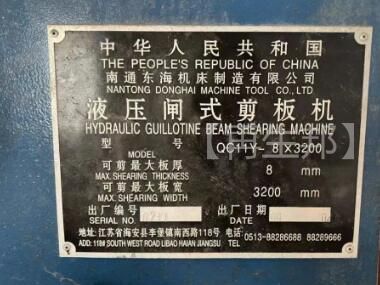 中华人民共和国
THE PEOPLE'S REPUBLIC OF CHINA
南通东海机床制造有限公司
NANTONG DONGHAI MACHINE TOOL CO.,LTD
液压闸式剪板机
HYDRAULIC GUILLOTINE BEAM SHEARING MACHINE
型号 QC11Y-8X3200
MODEL
可剪最大板厚 8 mm
MAX.SHEARING THICKNESS
可剪最大板宽 3200 mm
MAX.SHEARING WIDTH
出厂编号 出厂日期
SERIAL NO. DATE
地址:江苏省海安县李堡镇南西路118号 电话: 0513-88286688 88289666
ADD: 118# SOUTH WEST ROAD LIBAO HAIAN JIANGSU TEL
【再生邦】